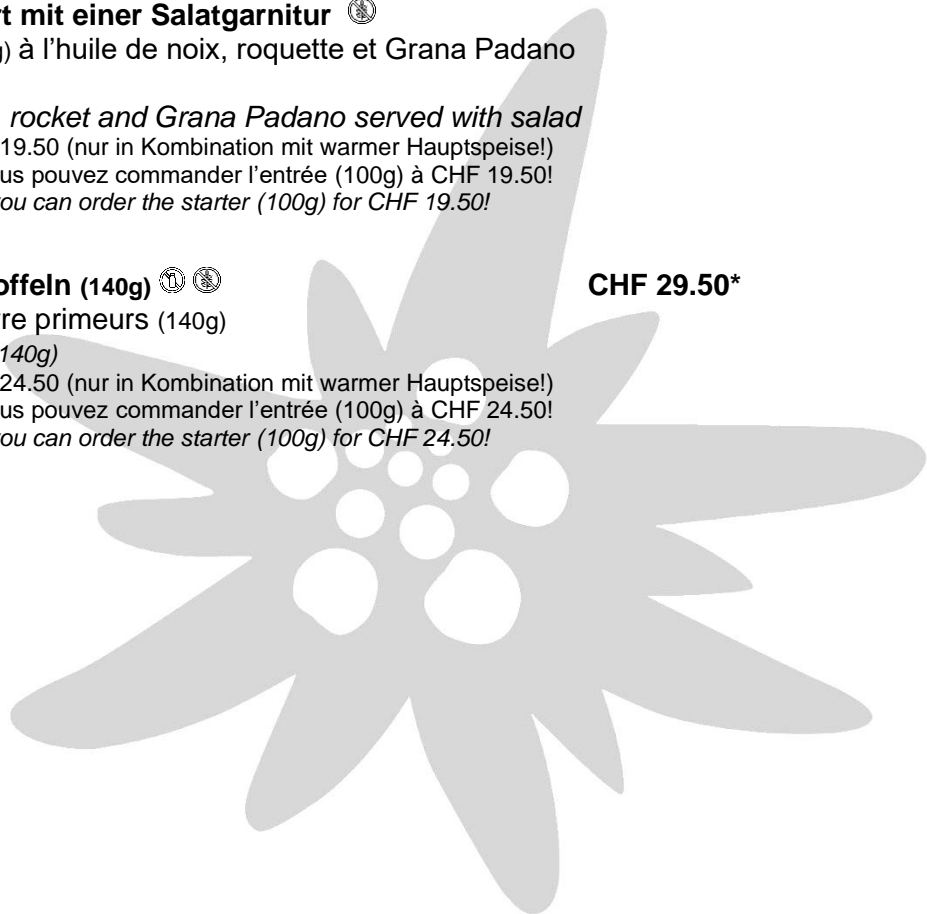 rt mit einer Salatgarnitur
g) à l’huile de noix, roquette et Grana Padano
rocket and Grana Padano served with salad
19.50 (nur in Kombination mit warmer Hauptspeise!)
us pouvez commander l’entrée (100g) à CHF 19.50!
you can order the starter (100g) for CHF 19.50!
offeln (140g) CHF 29.50*
re primeurs (140g)
140g)
24.50 (nur in Kombination mit warmer Hauptspeise!)
us pouvez commander l’entrée (100g) à CHF 24.50!
you can order the starter (100g) for CHF 24.50!